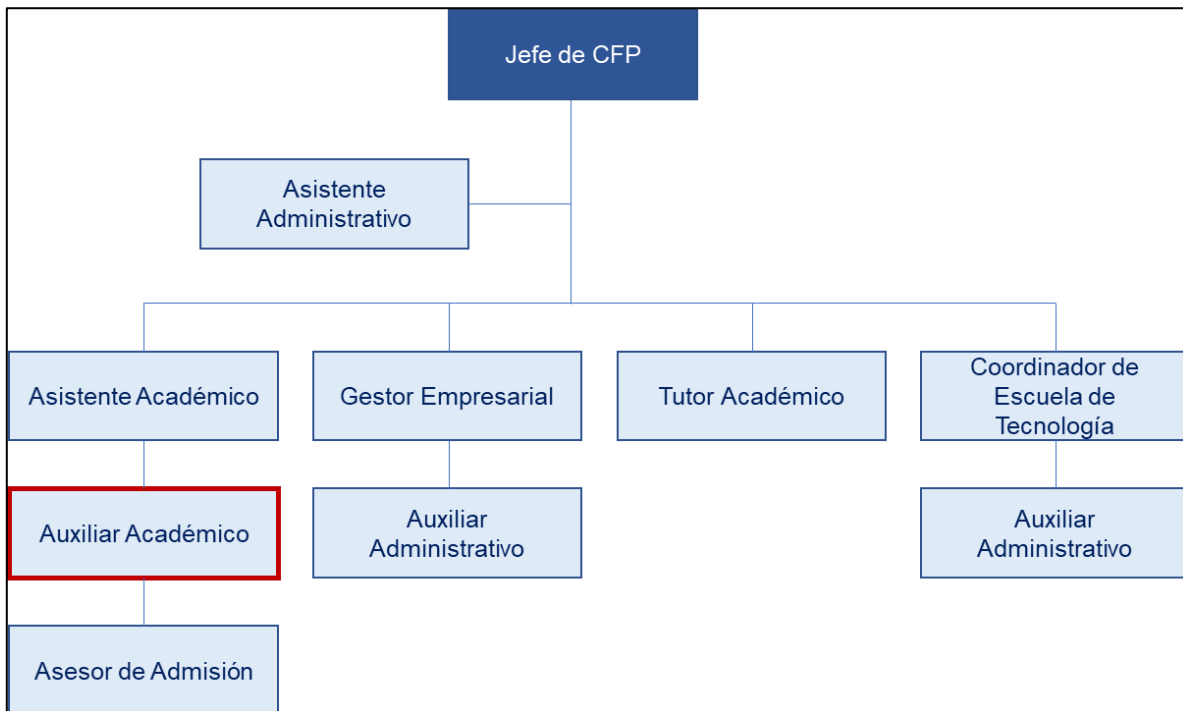 Jefe de CFP
Asistente
Administrativo
Asistente Académico
Gestor Empresarial
Tutor Académico
Coordinador de
Escuela de
Tecnología
Auxiliar Académico
Auxiliar
Administrativo
Auxiliar
Administrativo
Asesor de Admisión